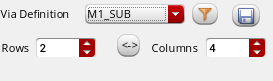 Via Definition M1_SUB
Rows 2 <-> Columns 4